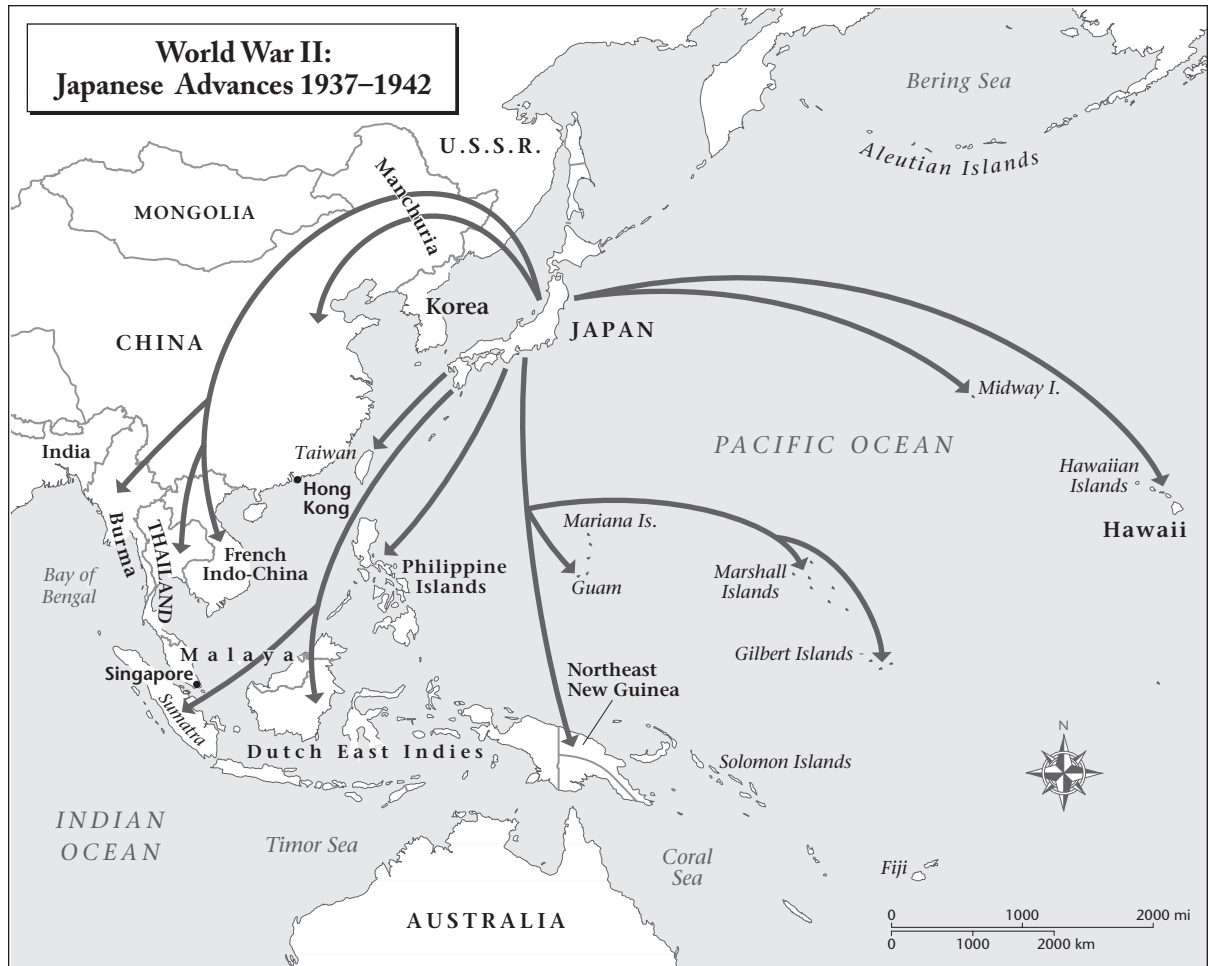 World War II:
Japanese Advances 1937–1942
Bering Sea
Aleutian Islands
U.S.S.R.
MONGOLIA
Manchuria
Korea
JAPAN
CHINA
Midway I.
PACIFIC OCEAN
India
Taiwan
Hong
Kong
Hawaiian
Islands
Hawaii
Burma
THAILAND
French
Indo-China
Bay of
Bengal
Philippine
Islands
Mariana Is.
Guam
Marshall
Islands
Gilbert Islands
Malaya
Singapore
Sumatra
Northeast
New Guinea
Dutch East Indies
Solomon Islands
N
INDIAN
OCEAN
Timor Sea
Coral
Sea
Fiji
AUSTRALIA
0 1000 2000 mi
0 1000 2000 km